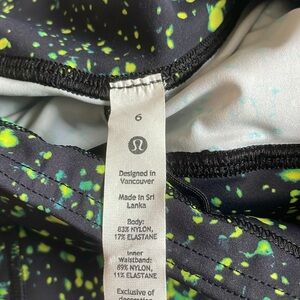 6
Designed in
Vancouver
Made in Sri
Lanka
Body:
83% NYLON,
17% ELASTANE
Inner
Waistband:
89% NYLON,
11% ELASTANE
Exclusive of
decoration